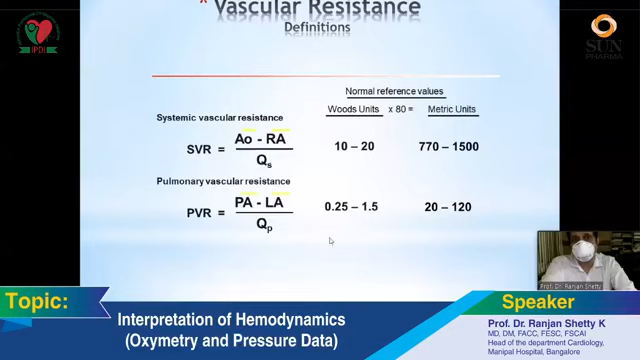 * Vascular Resistance
Definitions
IPDI
SUN
PHARMA
Normal reference values
Woods Units x 80 = Metric Units
Systemic vascular resistance
SVR = Ao - RA / Qs
10 – 20
770 – 1500
Pulmonary vascular resistance
PVR = PA - LA / Qp
0.25 – 1.5
20 – 120
Prof. Dr. Ranjan Shetty
Topic:
Interpretation of Hemodynamics
(Oxymetry and Pressure Data)
Speaker
Prof. Dr. Ranjan Shetty K
MD, DM, FACC, FESC, FSCAI
Head of the department Cardiology,
Manipal Hospital, Bangalore